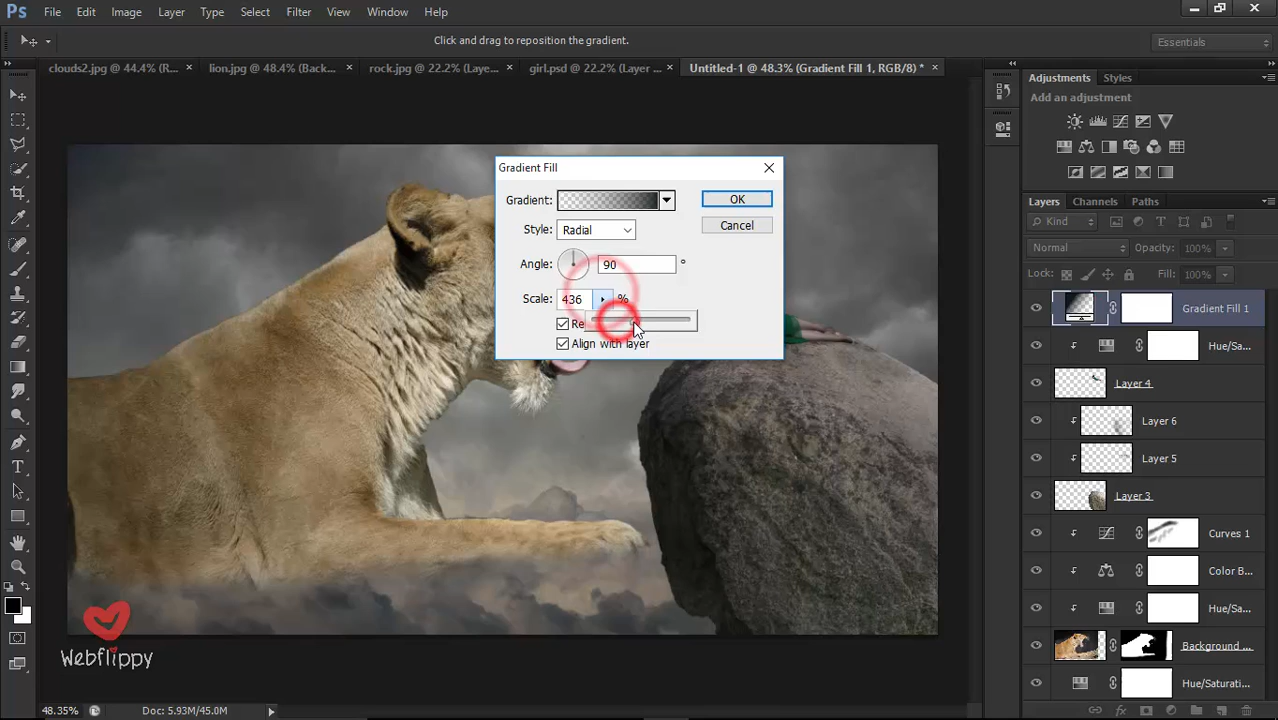 Ps File Edit Image Layer Type Select Filter View Window Help
Click and drag to reposition the gradient.
Essentials
clouds2.jpg @ 44.4% (R... × lion.jpg @ 48.4% (Back... × rock.jpg @ 22.2% (Laye... × girl.psd @ 22.2% (Layer ... × Untitled-1 @ 48.3% (Gradient Fill 1, RGB/8) * ×
Adjustments Styles
Add an adjustment
Gradient Fill
Gradient: OK
Style: Radial Cancel
Angle: 90 °
Scale: 436 %
Re
Align with layer
Layers Channels Paths
Kind
Normal Opacity: 100%
Lock: Fill: 100%
Gradient Fill 1
Hue/Sa...
Layer 4
Layer 6
Layer 5
Layer 3
Curves 1
Color B...
Hue/Sa...
Background ...
Hue/Saturati...
Webflippy
48.35% Doc: 5.93M/45.0M